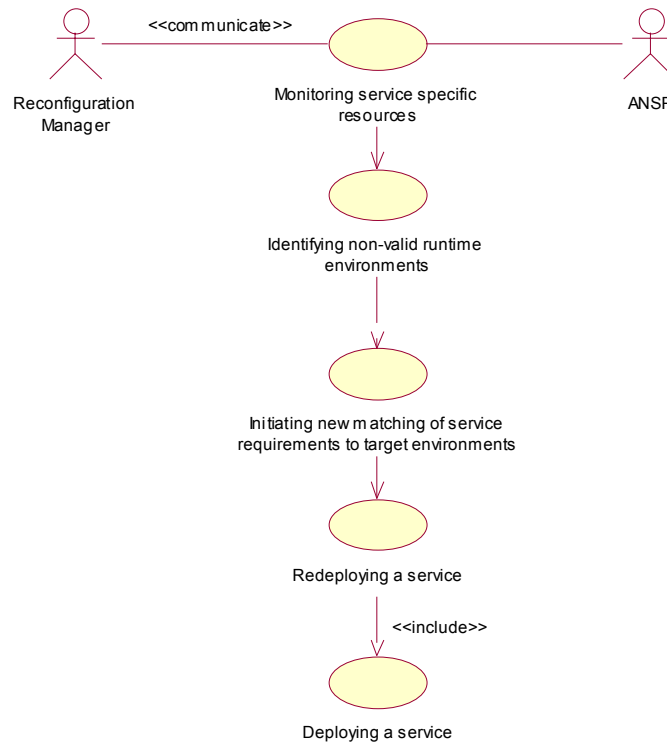 <<communicate>>
Reconfiguration
Manager
Monitoring service specific
resources
ANSP
Identifying non-valid runtime
environments
Initiating new matching of service
requirements to target environments
Redeploying a service
<<include>>
Deploying a service